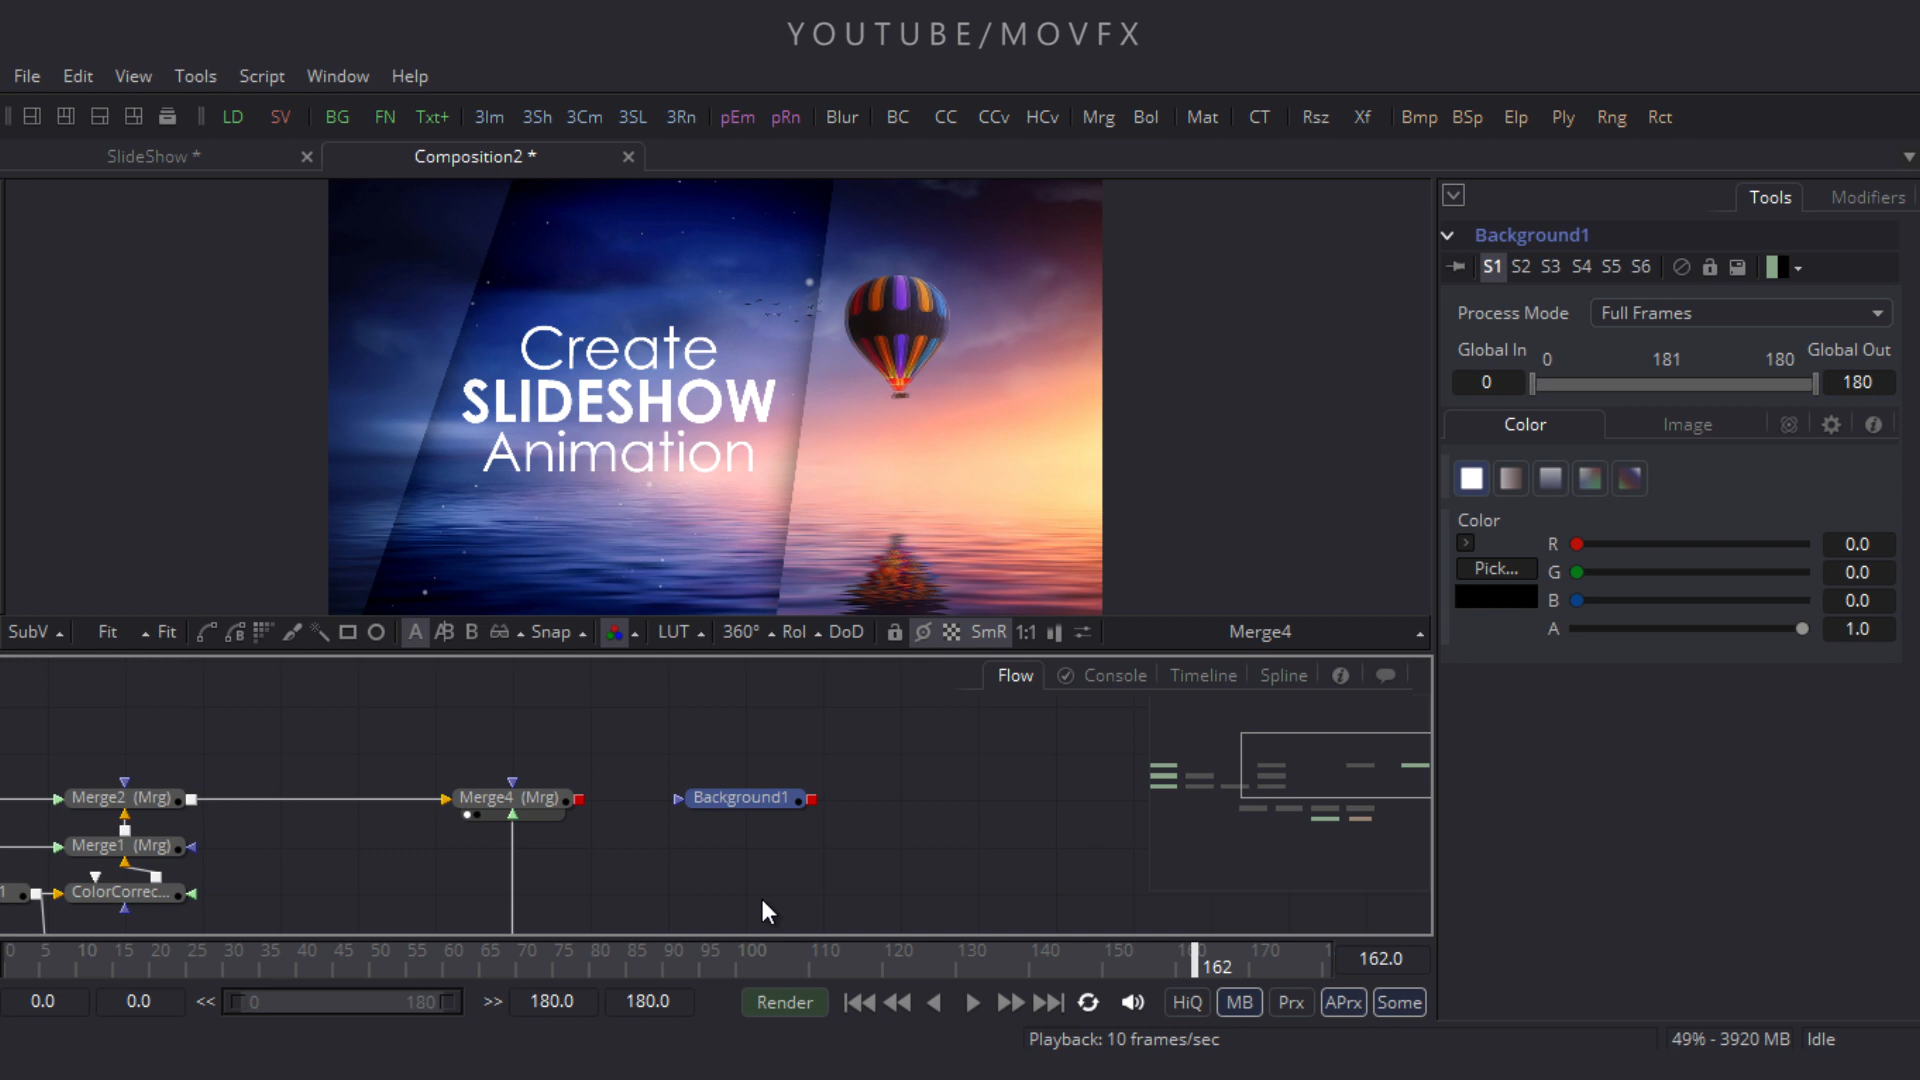 YOUTUBE/MOVFX
File Edit View Tools Script Window Help
LD SV BG FN Txt+ 3Im 3Sh 3Cm 3SL 3Rn pEm pRn Blur BC CC CCv HCv Mrg Bol Mat CT Rsz Xf Bmp BSp Elp Ply Rng Rct
SlideShow * Composition2 *
Create
SLIDESHOW
Animation
Tools Modifiers
Background1
S1 S2 S3 S4 S5 S6
Process Mode Full Frames
Global In 0 181 180 Global Out
0 180
Color Image
Color
R 0.0
Pick... G 0.0
B 0.0
A 1.0
SubV Fit Fit A AB B Snap LUT 360° Rol DoD SmR 1:1 Merge4
Flow Console Timeline Spline
Merge2 (Mrg) Merge4 (Mrg) Background1
Merge1 (Mrg)
1 ColorCorrec...
0 5 10 15 20 25 30 35 40 45 50 55 60 65 70 75 80 85 90 95 100 110 120 130 140 150 170 162.0
162
0.0 0.0 << 0 180 >> 180.0 180.0 Render HiQ MB Prx APrx Some
Playback: 10 frames/sec 49% - 3920 MB Idle